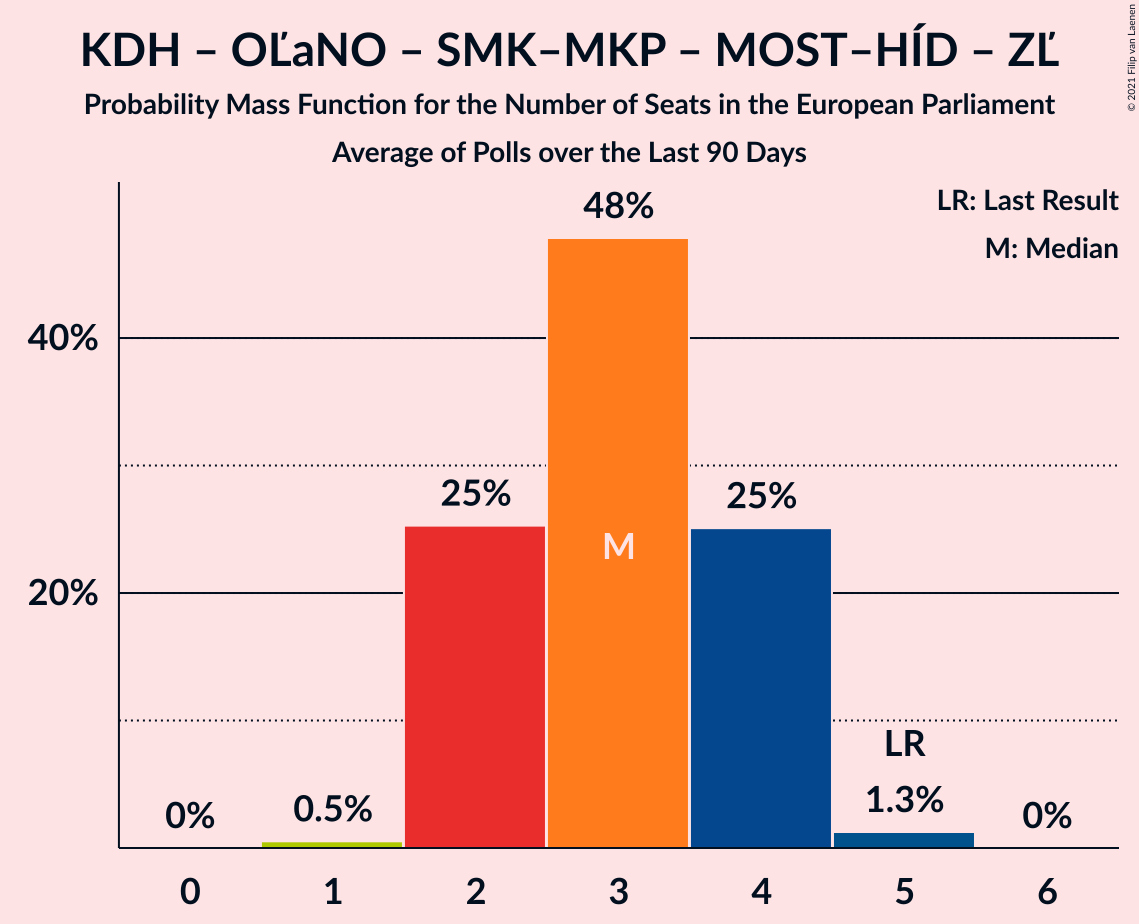 KDH – OĽaNO – SMK–MKP – MOST–HÍD – ZĽ
Probability Mass Function for the Number of Seats in the European Parliament
Average of Polls over the Last 90 Days
© 2021 Filip van Laenen
LR: Last Result
M: Median
48%
40%
25%
25%
M
20%
LR
0%
0.5%
1.3%
0%
0 1 2 3 4 5 6